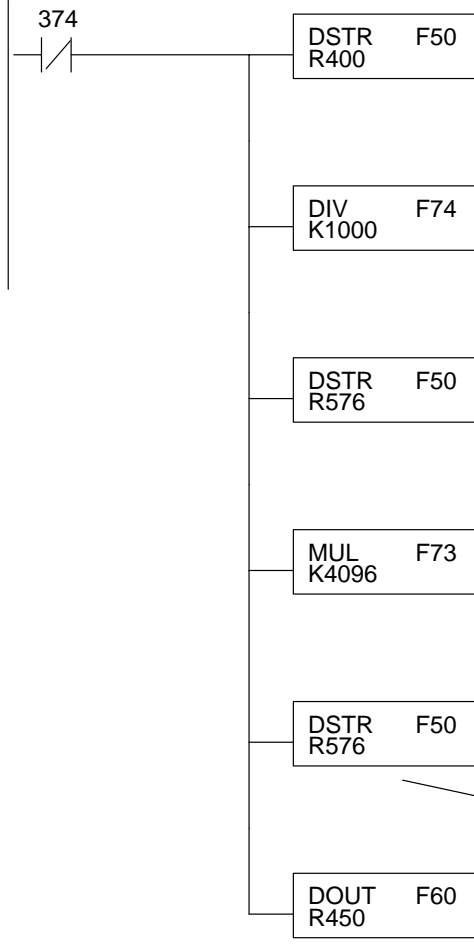 374
DSTR F50
R400
DIV F74
K1000
DSTR F50
R576
MUL F73
K4096
DSTR F50
R576
DOUT F60
R450